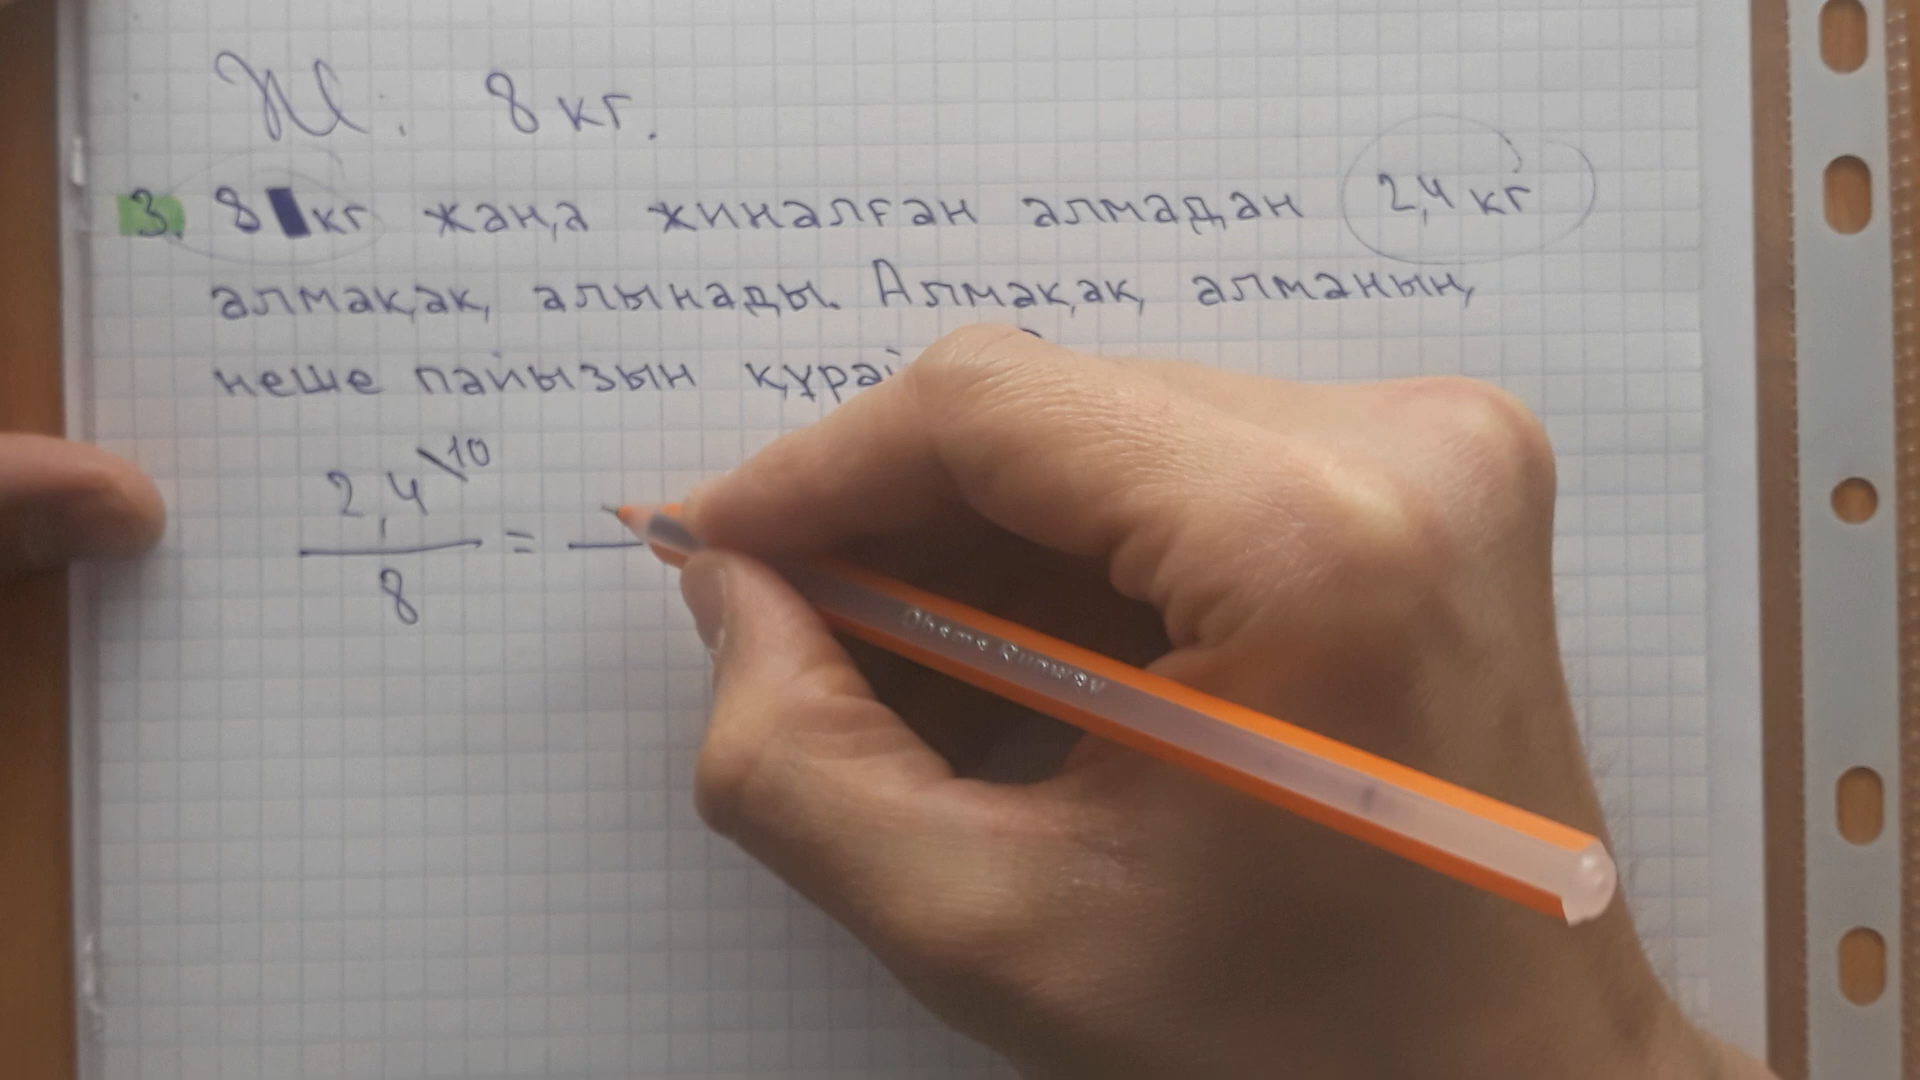 Ж: 8 кг.
3. 8 кг жаңа жиналған алмадан 2,4 кг
алмақақ алынады. Алмақақ алманың
неше пайызын
2,4\10
8
=